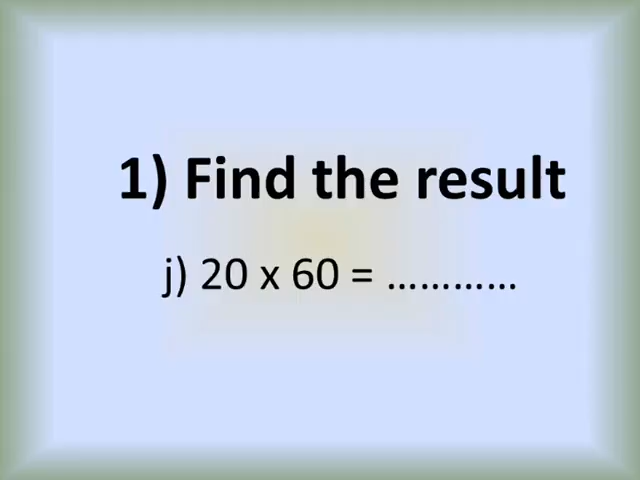 1) Find the result
j) 20 x 60 = …………